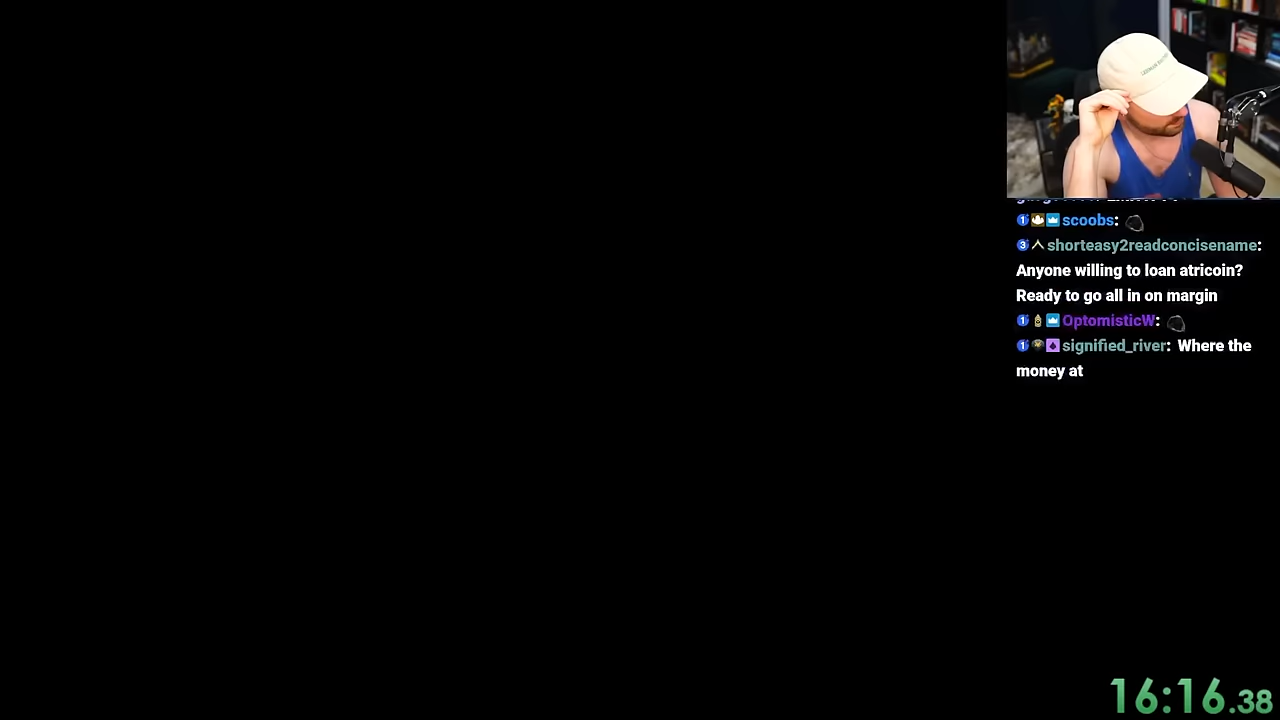 scoobs:
shorteasy2readconcisename:
Anyone willing to loan atricoin?
Ready to go all in on margin
OptomisticW:
signified_river: Where the
money at
16:16.38